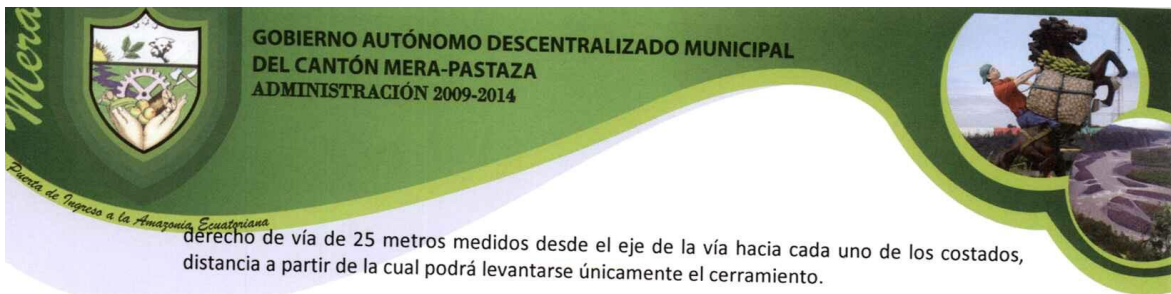 Mera
GOBIERNO AUTÓNOMO DESCENTRALIZADO MUNICIPAL
DEL CANTÓN MERA-PASTAZA
ADMINISTRACIÓN 2009-2014
Puerta de Ingreso a la Amazonia Ecuatoriana
derecho de vía de 25 metros medidos desde el eje de la vía hacia cada uno de los costados,
distancia a partir de la cual podrá levantarse únicamente el cerramiento.